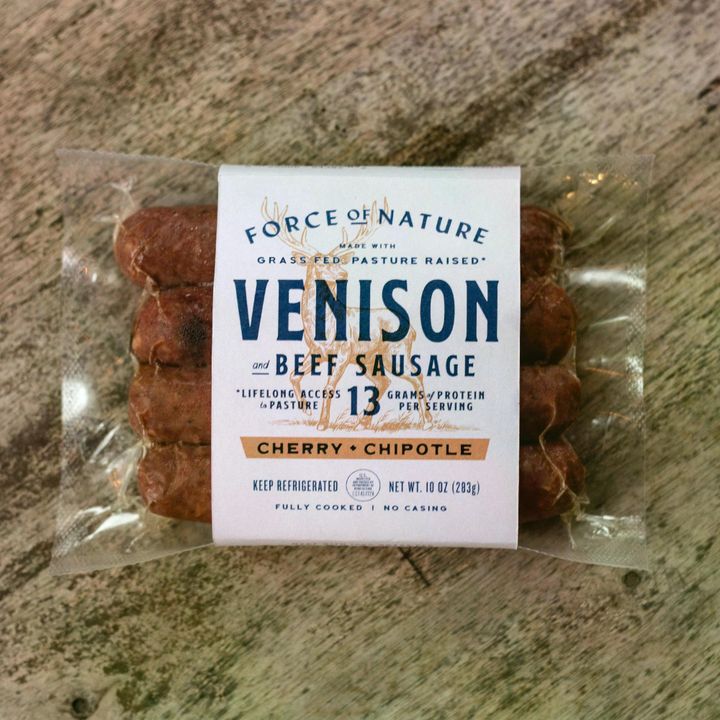 FORCE OF NATURE
MADE WITH
GRASS FED, PASTURE RAISED*
VENISON
and BEEF SAUSAGE
*LIFELONG ACCESS
to PASTURE
13
GRAMS of PROTEIN
PER SERVING
CHERRY + CHIPOTLE
KEEP REFRIGERATED
NET WT. 10 OZ (283g)
FULLY COOKED | NO CASING